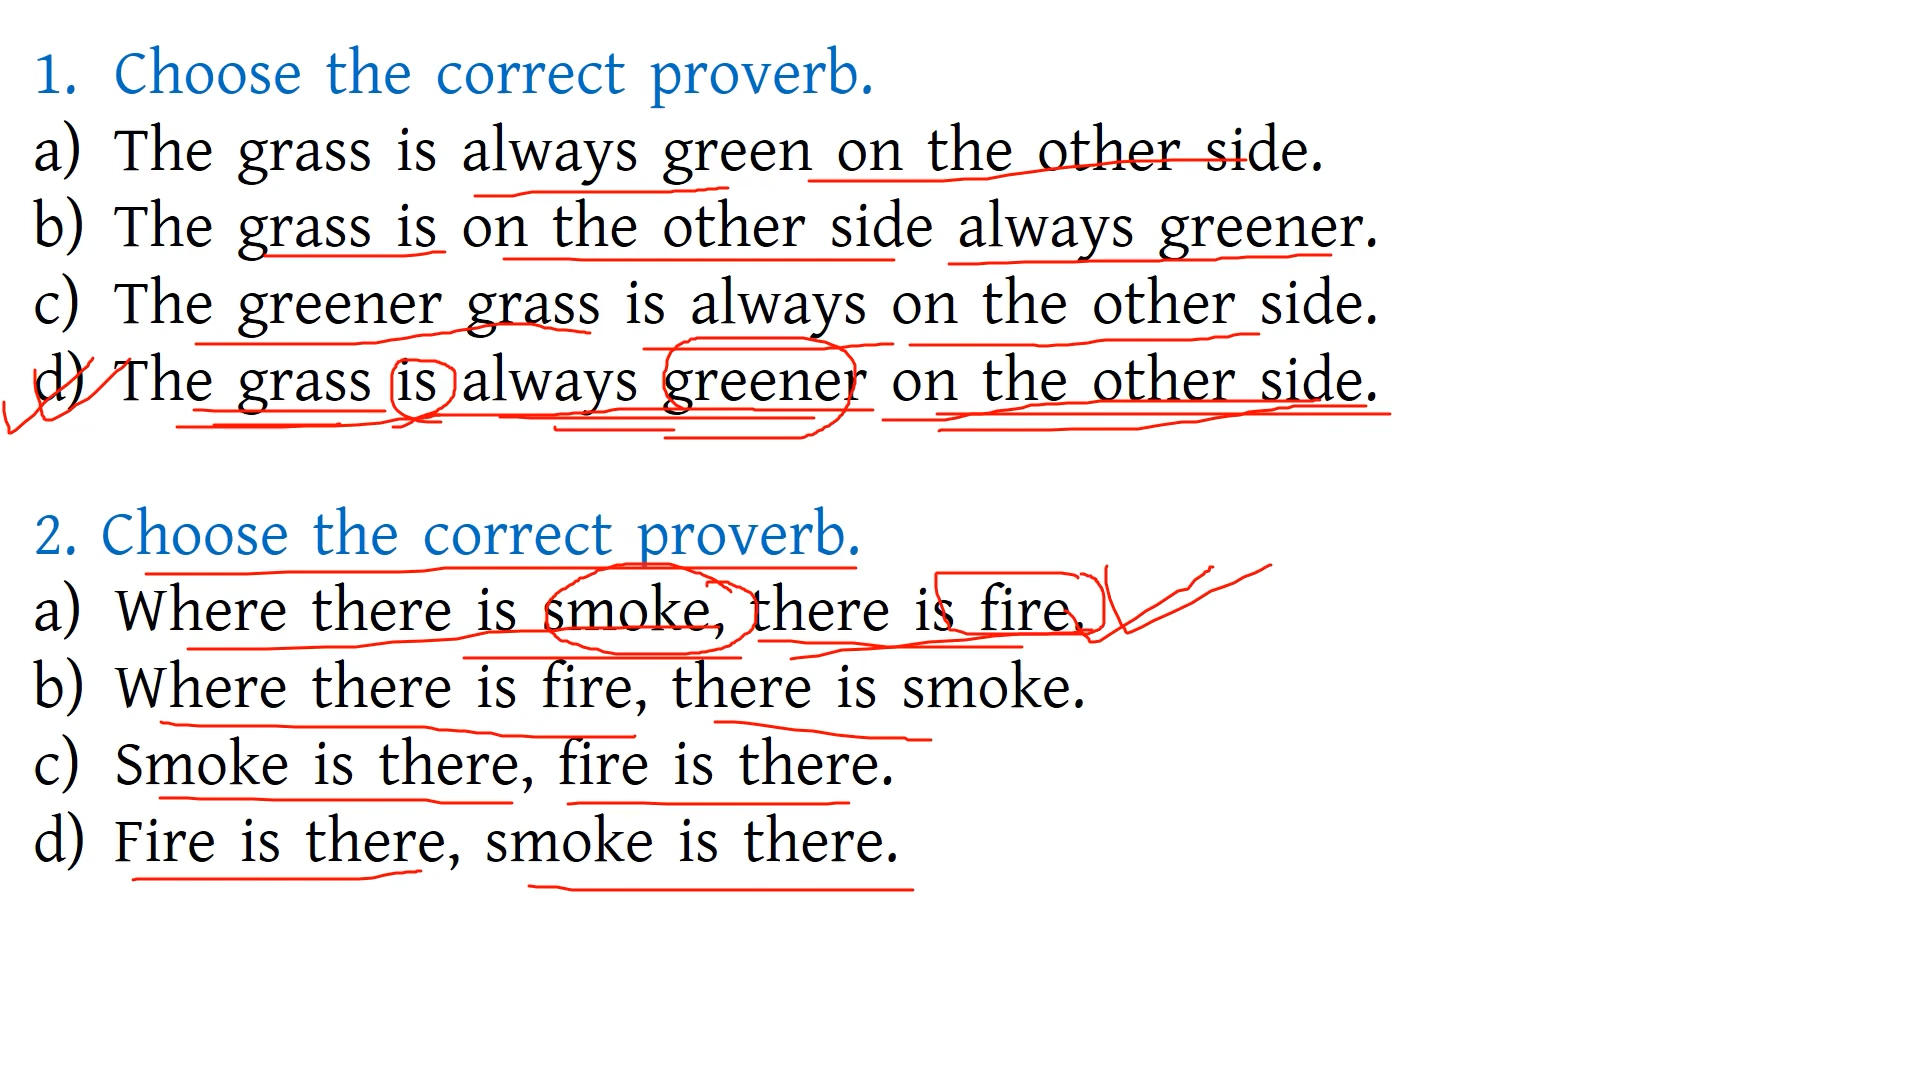 1. Choose the correct proverb.
a) The grass is always green on the other side.
b) The grass is on the other side always greener.
c) The greener grass is always on the other side.
d) The grass is always greener on the other side.
2. Choose the correct proverb.
a) Where there is smoke, there is fire.
b) Where there is fire, there is smoke.
c) Smoke is there, fire is there.
d) Fire is there, smoke is there.